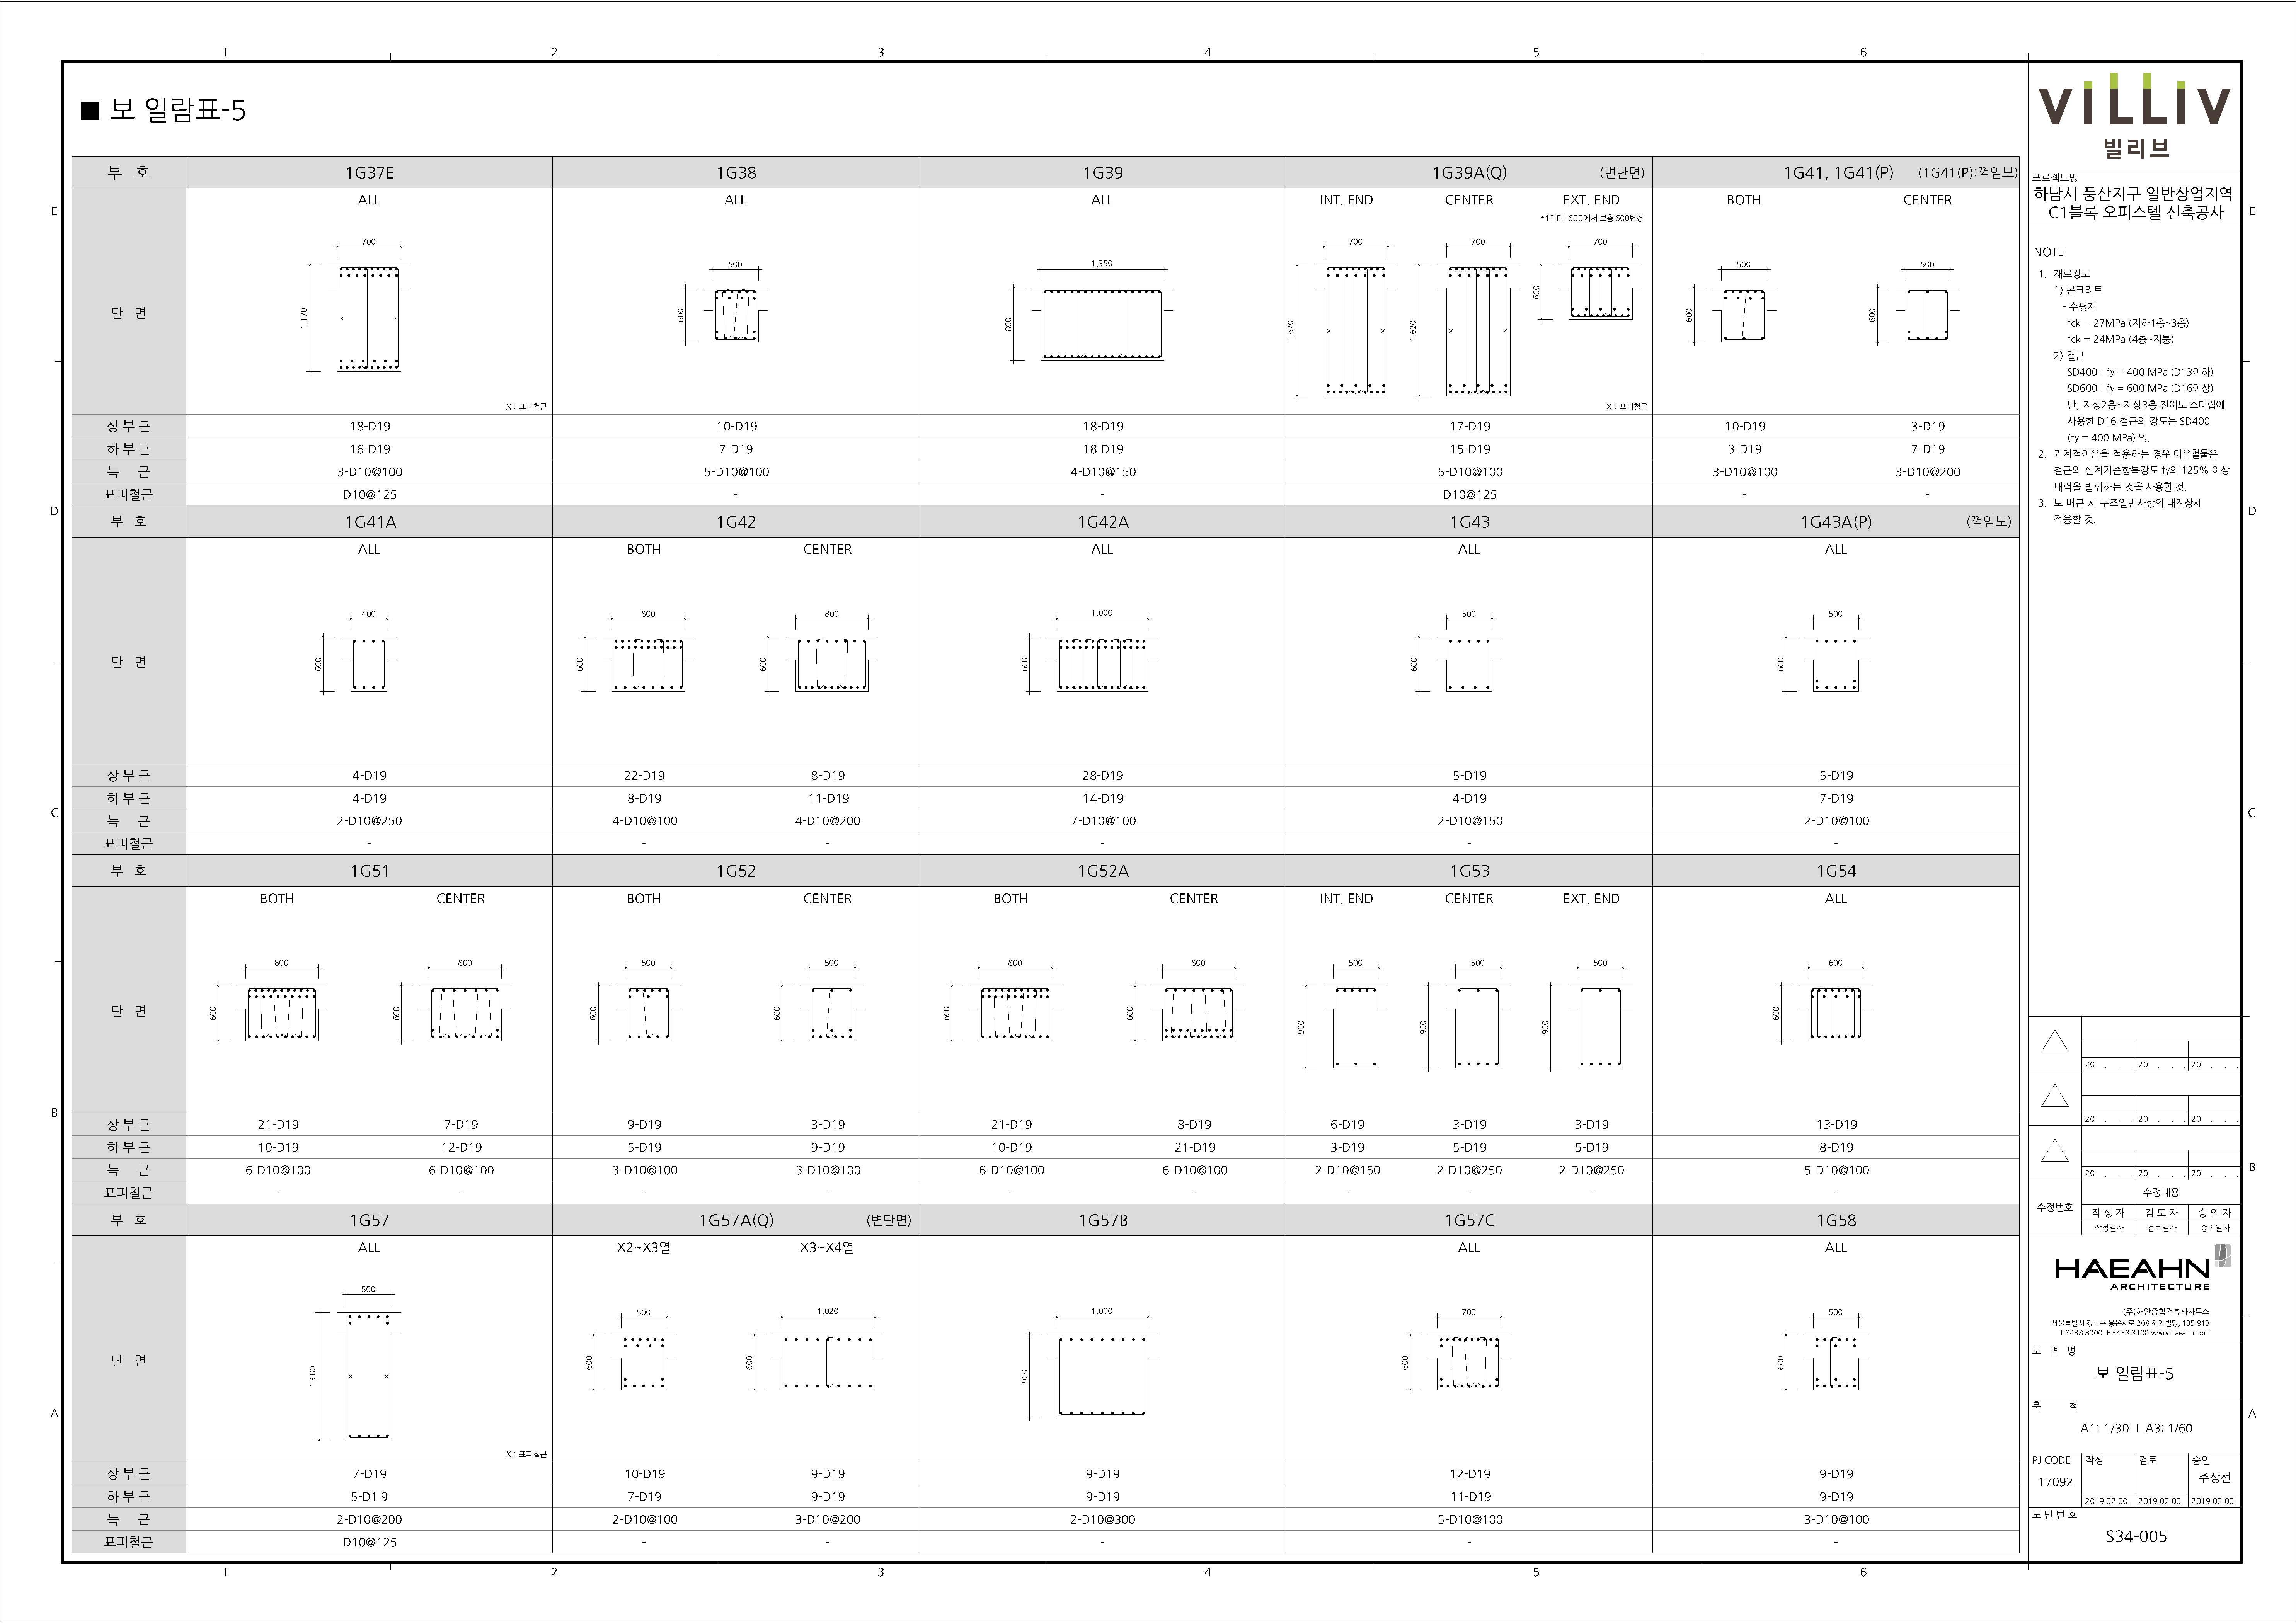 1 2 3 4 5 6
■ 보 일람표-5
부 호 1G37E 1G38 1G39 1G39A(Q) (변단면) 1G41, 1G41(P) (1G41(P):꺽임보)
ALL ALL ALL INT. END CENTER EXT. END BOTH CENTER
*1F EL-600에서 보춤 600변경
단 면
700 500 1,350 700 700 700 500 500
1,170 600 800 1,620 1,620 600 600 600
X : 표피철근 X : 표피철근
상 부 근 18-D19 10-D19 18-D19 17-D19 10-D19 3-D19
하 부 근 16-D19 7-D19 18-D19 15-D19 3-D19 7-D19
늑 근 3-D10@100 5-D10@100 4-D10@150 5-D10@100 3-D10@100 3-D10@200
표피철근 D10@125 - - D10@125 - -
부 호 1G41A 1G42 1G42A 1G43 1G43A(P) (꺽임보)
ALL BOTH CENTER ALL ALL ALL
단 면
400 800 800 1,000 500 500
600 600 600 600 600 600
상 부 근 4-D19 22-D19 8-D19 28-D19 5-D19 5-D19
하 부 근 4-D19 8-D19 11-D19 14-D19 4-D19 7-D19
늑 근 2-D10@250 4-D10@100 4-D10@200 7-D10@100 2-D10@150 2-D10@100
표피철근 - - - - - -
부 호 1G51 1G52 1G52A 1G53 1G54
BOTH CENTER BOTH CENTER BOTH CENTER INT. END CENTER EXT. END ALL
단 면
800 800 500 500 800 800 500 500 500 600
600 600 600 600 600 600 900 900 900 600
상 부 근 21-D19 7-D19 9-D19 3-D19 21-D19 8-D19 6-D19 3-D19 3-D19 13-D19
하 부 근 10-D19 12-D19 5-D19 9-D19 10-D19 21-D19 3-D19 5-D19 5-D19 8-D19
늑 근 6-D10@100 6-D10@100 3-D10@100 3-D10@100 6-D10@100 6-D10@100 2-D10@150 2-D10@250 2-D10@250 5-D10@100
표피철근 - - - - - - - - - -
부 호 1G57 1G57A(Q) (변단면) 1G57B 1G57C 1G58
ALL X2~X3열 X3~X4열 ALL ALL
단 면
500 500 1,020 1,000 700 500
1,600 600 600 900 600 600
X : 표피철근
상 부 근 7-D19 10-D19 9-D19 9-D19 12-D19 9-D19
하 부 근 5-D1 9 7-D19 9-D19 9-D19 11-D19 9-D19
늑 근 2-D10@200 2-D10@100 3-D10@200 2-D10@300 5-D10@100 3-D10@100
표피철근 D10@125 - - - - -
E
D
C
B
A
VILLIV
빌리브
프로젝트명
하남시 풍산지구 일반상업지역
C1블록 오피스텔 신축공사
NOTE
1. 재료강도
1) 콘크리트
- 수평재
fck = 27MPa (지하1층~3층)
fck = 24MPa (4층~지붕)
2) 철근
SD400 : fy = 400 MPa (D13이하)
SD600 : fy = 600 MPa (D16이상)
단, 지상2층~지상3층 전이보 스터럽에
사용한 D16 철근의 강도는 SD400
(fy = 400 MPa) 임.
2. 기계적이음을 적용하는 경우 이음철물은
철근의 설계기준항복강도 fy의 125% 이상
내력을 발휘하는 것을 사용할 것.
3. 보 배근 시 구조일반사항의 내진상세
적용할 것.
E
D
C
B
A
20 . . . 20 . . . 20 . . .
20 . . . 20 . . . 20 . . .
20 . . . 20 . . . 20 . . .
수정번호 수정내용
작 성 자 검 토 자 승 인 자
작성일자 검토일자 승인일자
HAEAHN
ARCHITECTURE
(주)해안종합건축사사무소
서울특별시 강남구 봉은사로 208 해안빌딩, 135-913
T.3438 8000 F.3438 8100 www.haeahn.com
도 면 명
보 일람표-5
축 척
A1: 1/30 I A3: 1/60
PJ CODE 작성 검토 승인
17092 주상선
2019.02.00. 2019.02.00. 2019.02.00.
도 면 번 호
S34-005
1 2 3 4 5 6